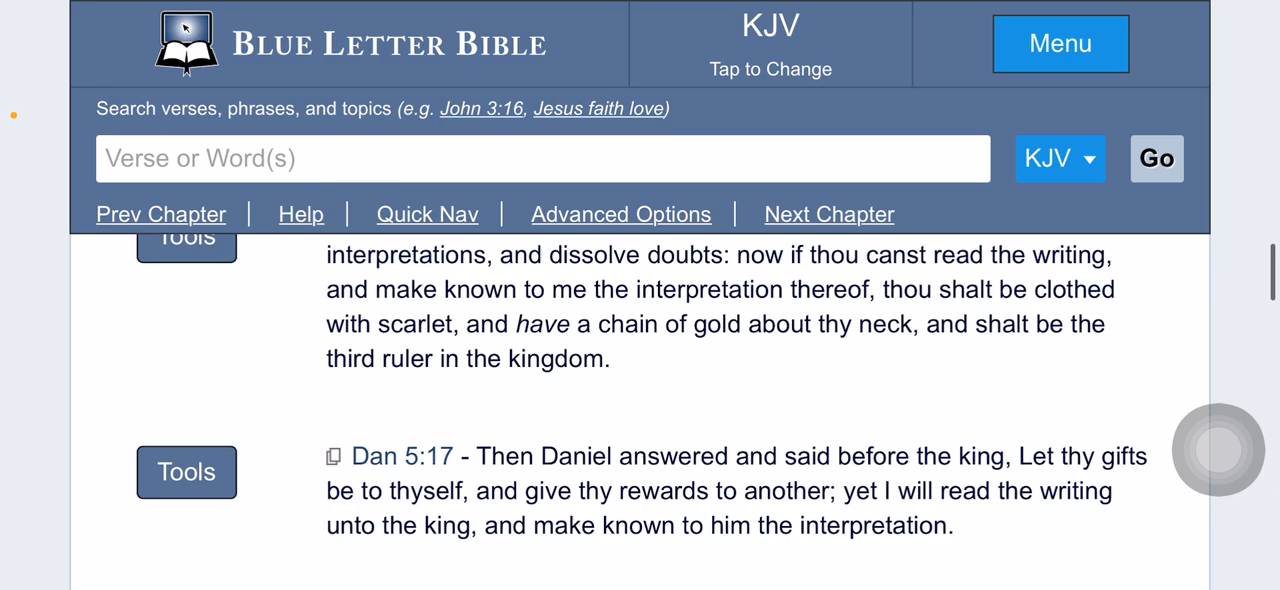 BLUE LETTER BIBLE
KJV
Tap to Change
Menu
Search verses, phrases, and topics (e.g. John 3:16, Jesus faith love)
Verse or Word(s)
KJV
Go
Prev Chapter | Help | Quick Nav | Advanced Options | Next Chapter
Tools
interpretations, and dissolve doubts: now if thou canst read the writing,
and make known to me the interpretation thereof, thou shalt be clothed
with scarlet, and have a chain of gold about thy neck, and shalt be the
third ruler in the kingdom.
Tools
Dan 5:17 - Then Daniel answered and said before the king, Let thy gifts
be to thyself, and give thy rewards to another; yet I will read the writing
unto the king, and make known to him the interpretation.